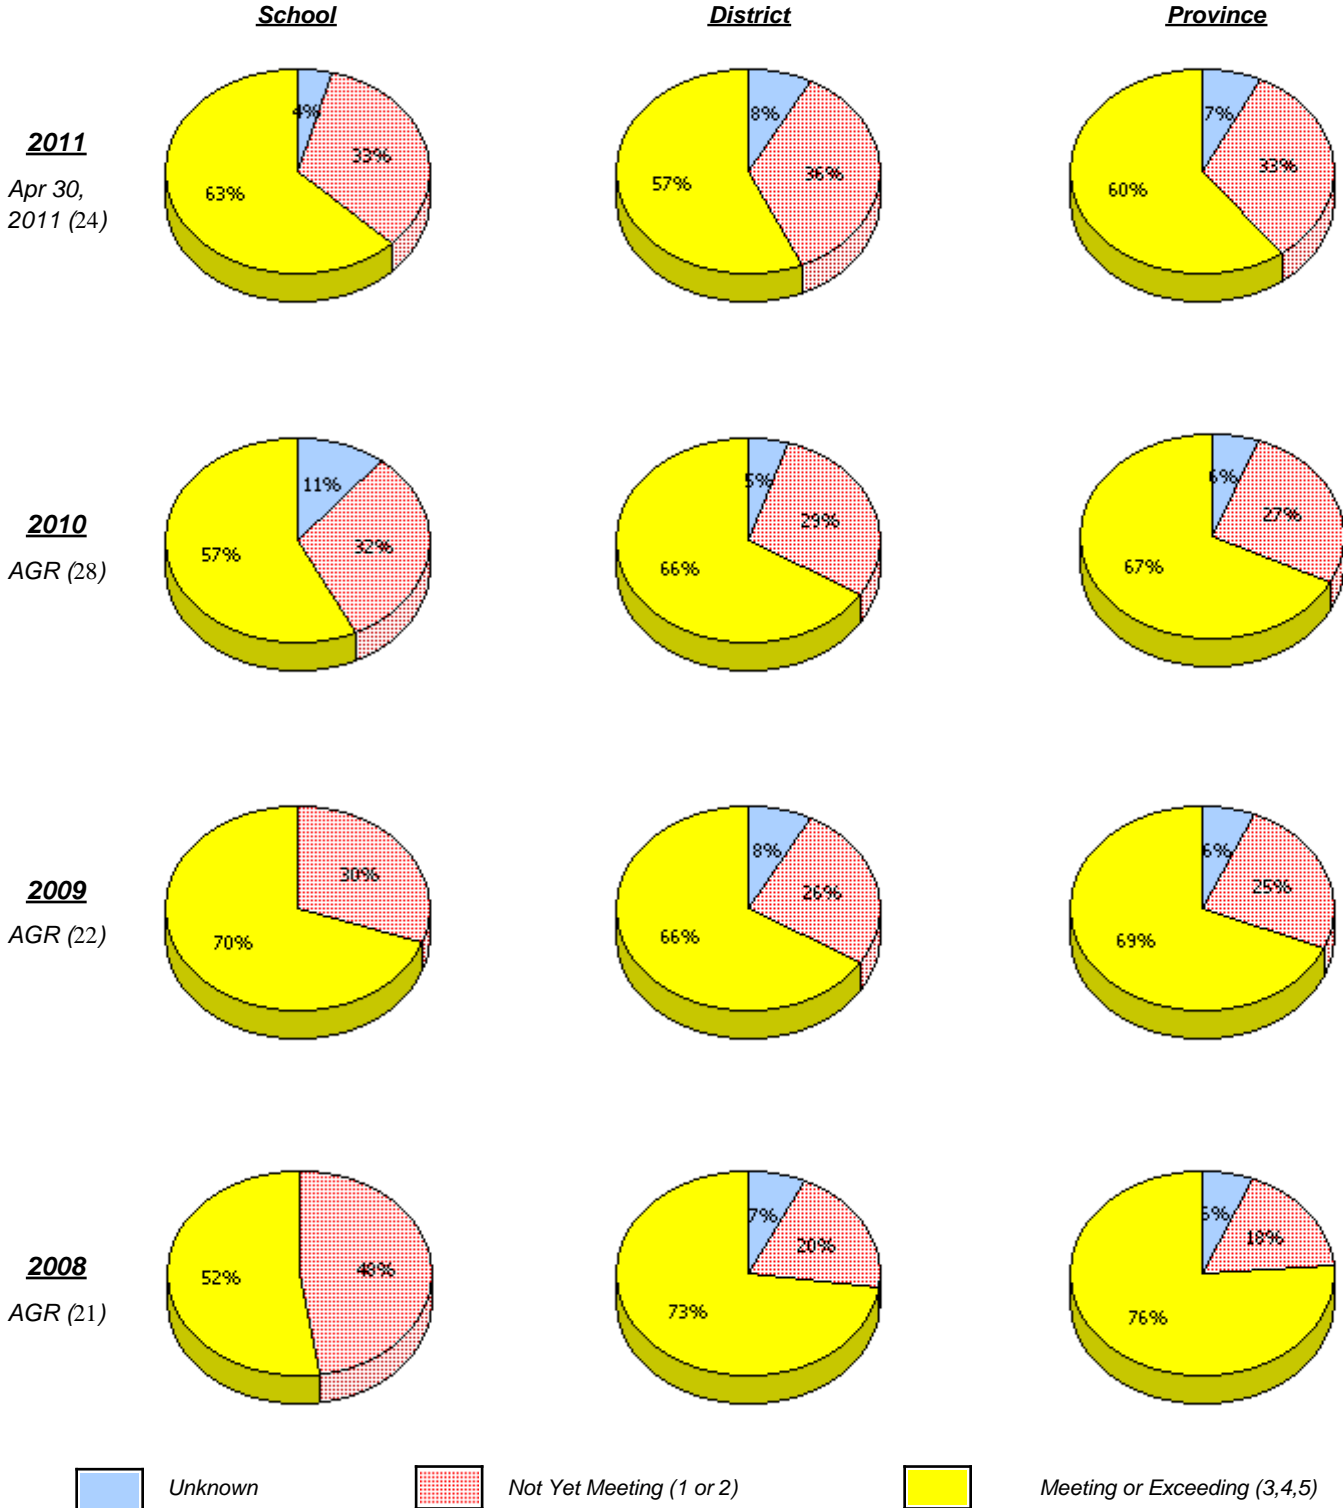 School District Province
2011
Apr 30,
2011 (24)
4% 33% 63%
8% 36% 57%
7% 33% 60%
2010
AGR (28)
11% 32% 57%
5% 29% 66%
6% 27% 67%
2009
AGR (22)
30% 70%
8% 26% 66%
6% 25% 69%
2008
AGR (21)
48% 52%
7% 20% 73%
18% 76%
Unknown Not Yet Meeting (1 or 2) Meeting or Exceeding (3,4,5)